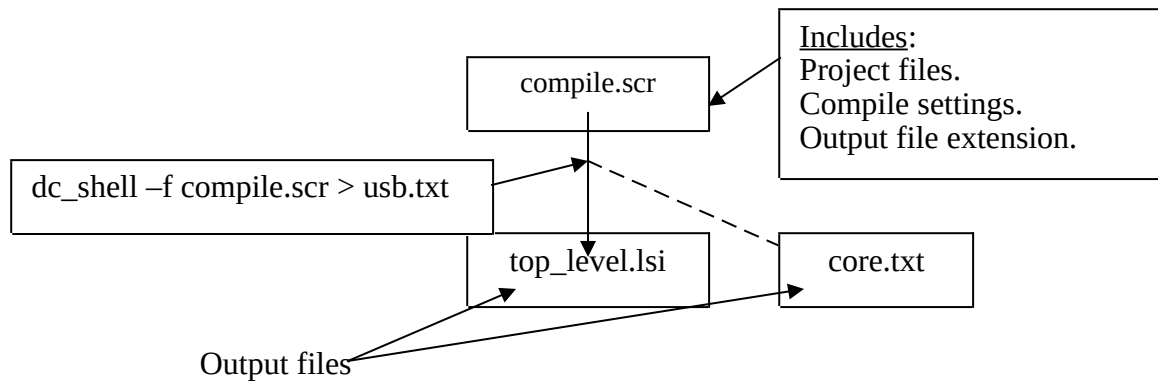 Includes:
Project files.
Compile settings.
Output file extension.
compile.scr
dc_shell –f compile.scr > usb.txt
top_level.lsi
core.txt
Output files